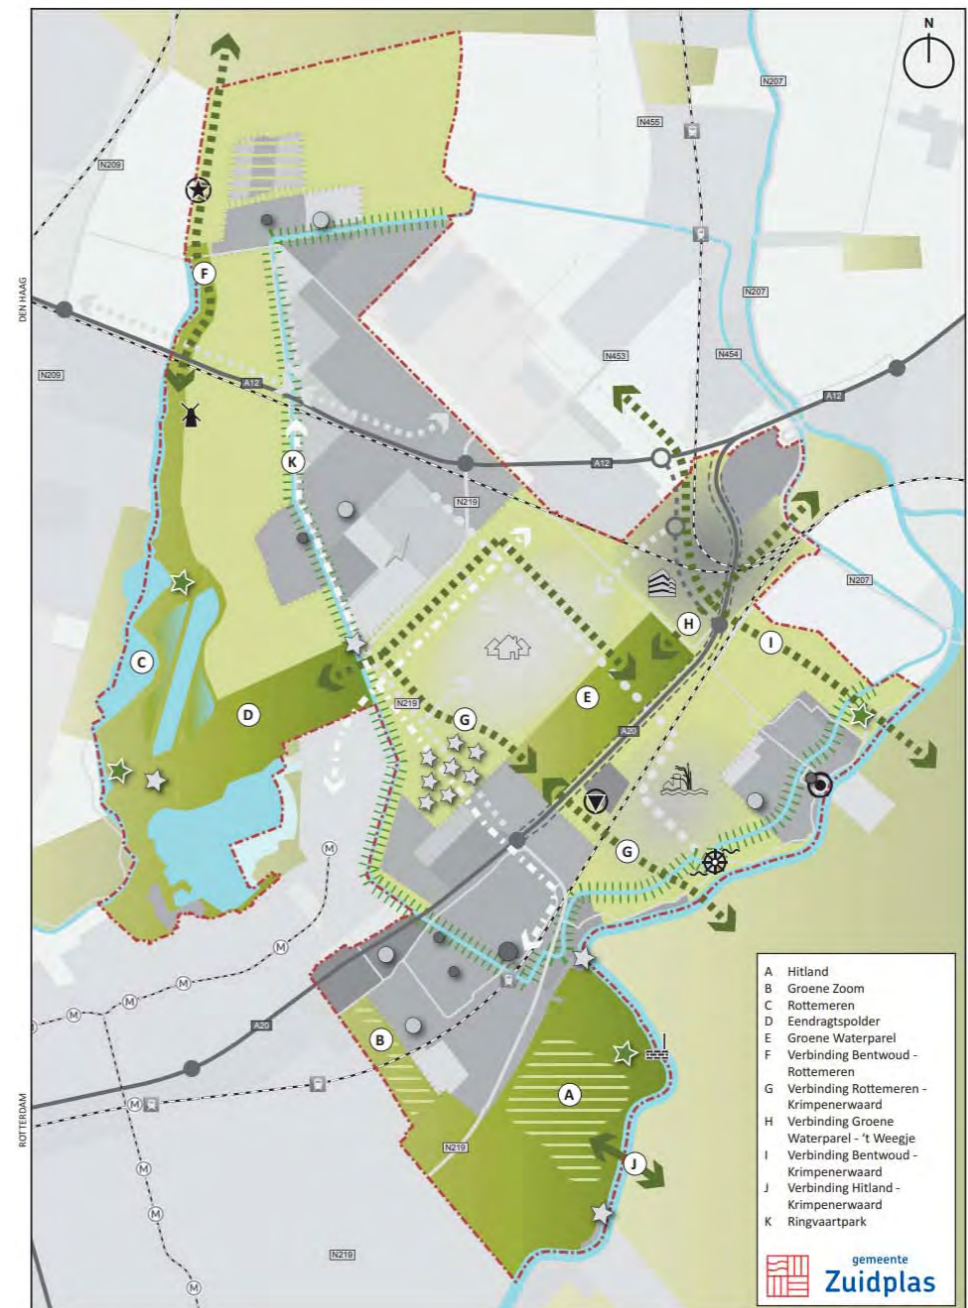 N
N207
N455
N209
F
DEN HAAG
N207
N453
N454
N209
A12
A12
A12
K
N219
N207
H
I
C
D
N219
E
G
A20
G
M
M
M
M
M
A20
B
A
ROTTERDAM
M
N219
J
M
M
N219
M
A Hitland
B Groene Zoom
C Rottemeren
D Eendragtspolder
E Groene Waterparel
F Verbinding Bentwoud -
Rottemeren
G Verbinding Rottemeren -
Krimpenerwaard
H Verbinding Groene
Waterparel - ‘t Weegje
I Verbinding Bentwoud -
Krimpenerwaard
J Verbinding Hitland -
Krimpenerwaard
K Ringvaartpark
gemeente
Zuidplas